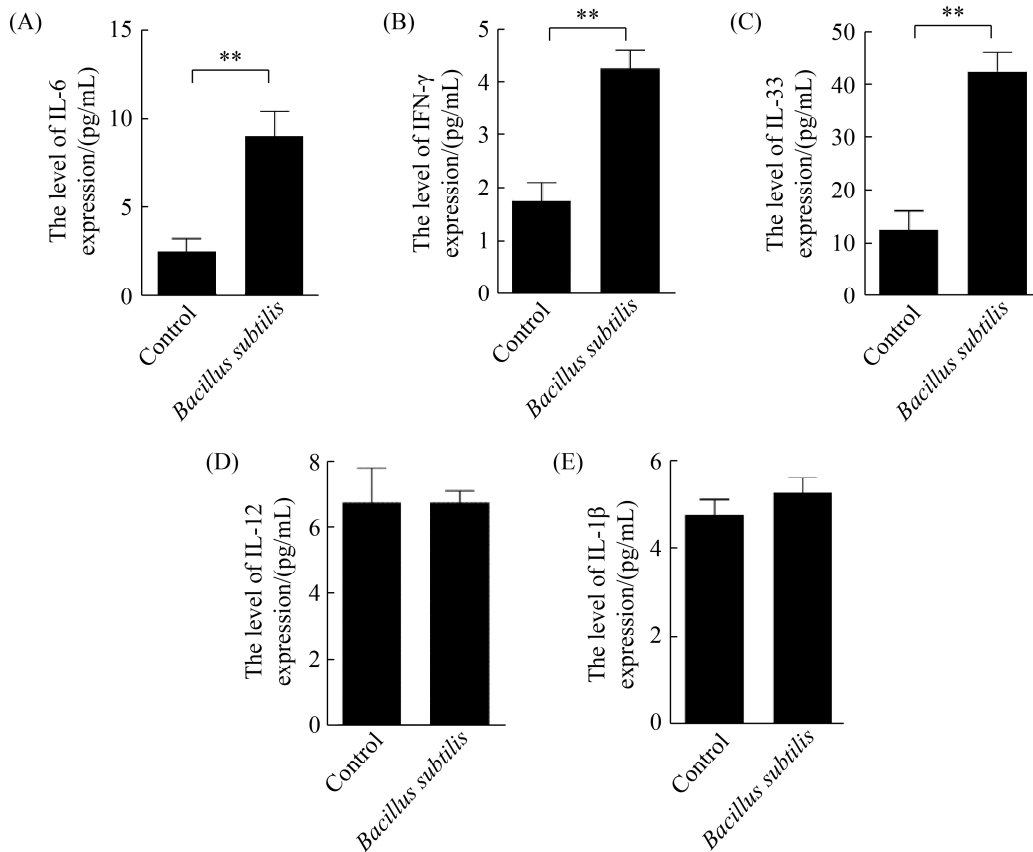 (A)
The level of IL-6
expression/(pg/mL)
15
10
5
0
**
Control
Bacillus subtilis
(B)
The level of IFN-γ
expression/(pg/mL)
5
4
3
2
1
0
**
Control
Bacillus subtilis
(C)
The level of IL-33
expression/(pg/mL)
50
40
30
20
10
0
**
Control
Bacillus subtilis
(D)
The level of IL-12
expression/(pg/mL)
8
6
4
2
0
Control
Bacillus subtilis
(E)
The level of IL-1β
expression/(pg/mL)
6
4
2
0
Control
Bacillus subtilis